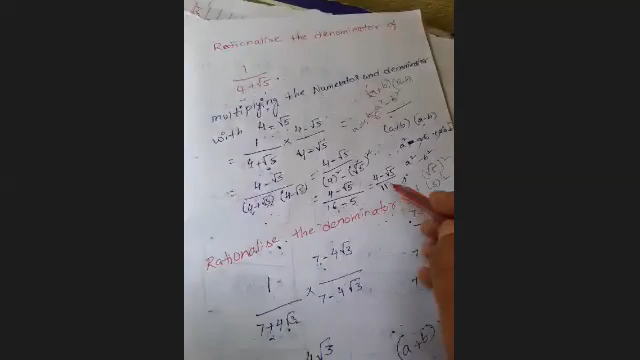 Rationalise the denominator of
1/(4+√5).
multiplying the Numerator and denominator
with 4-√5
= 1/(4+√5) × (4-√5)/(4-√5) =
= (4-√5)/((4+√5)(4-√5)) = (4-√5)/((4)²-(√5)²)
= (4-√5)/(16-5) = (4-√5)/11
(a+b)(a-b)
a²-b²
Rationalise the denominator
1/(7+4√3) × (7-4√3)/(7-4√3)
4√3
(a+b)